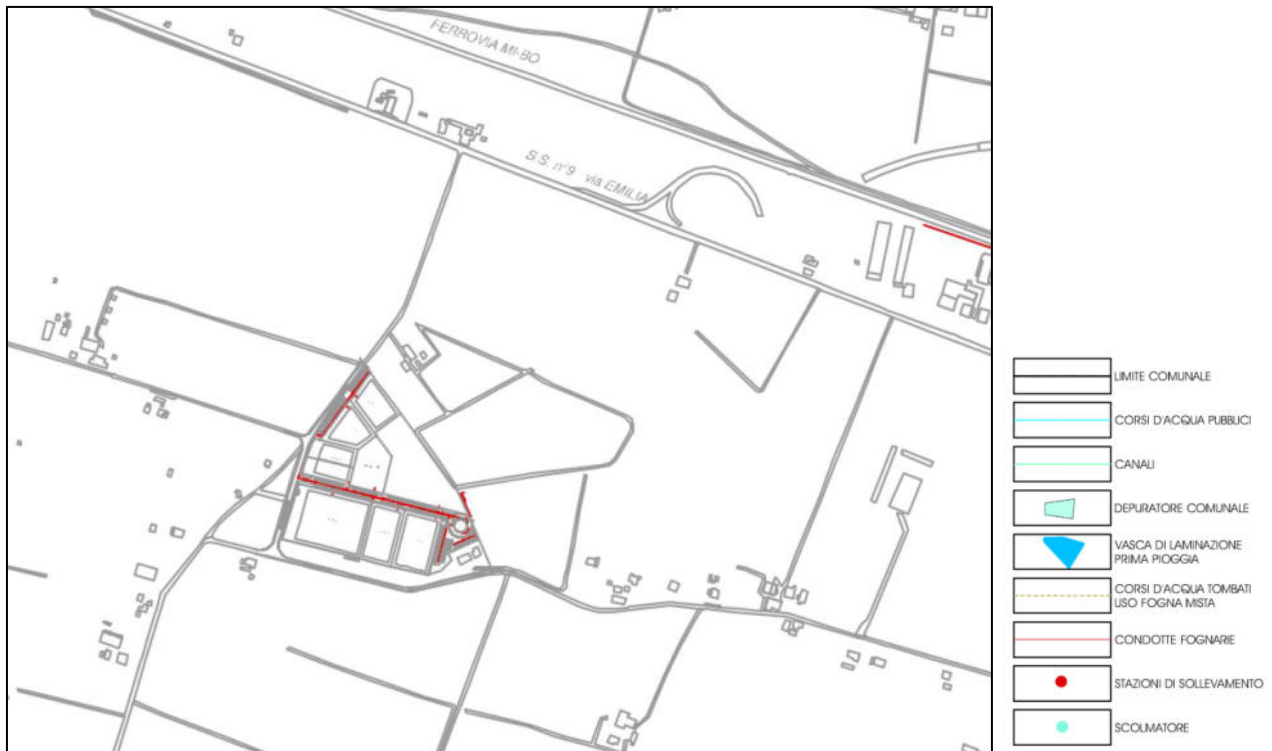 FERROVIA MI-BO
S.S. n°9 via EMILIA
LIMITE COMUNALE
CORSI D'ACQUA PUBBLICI
CANALI
DEPURATORE COMUNALE
VASCA DI LAMINAZIONE
PRIMA PIOGGIA
CORSI D'ACQUA TOMBATI
USO FOGNA MISTA
CONDOTTE FOGNARIE
STAZIONI DI SOLLEVAMENTO
SCOLMATORE